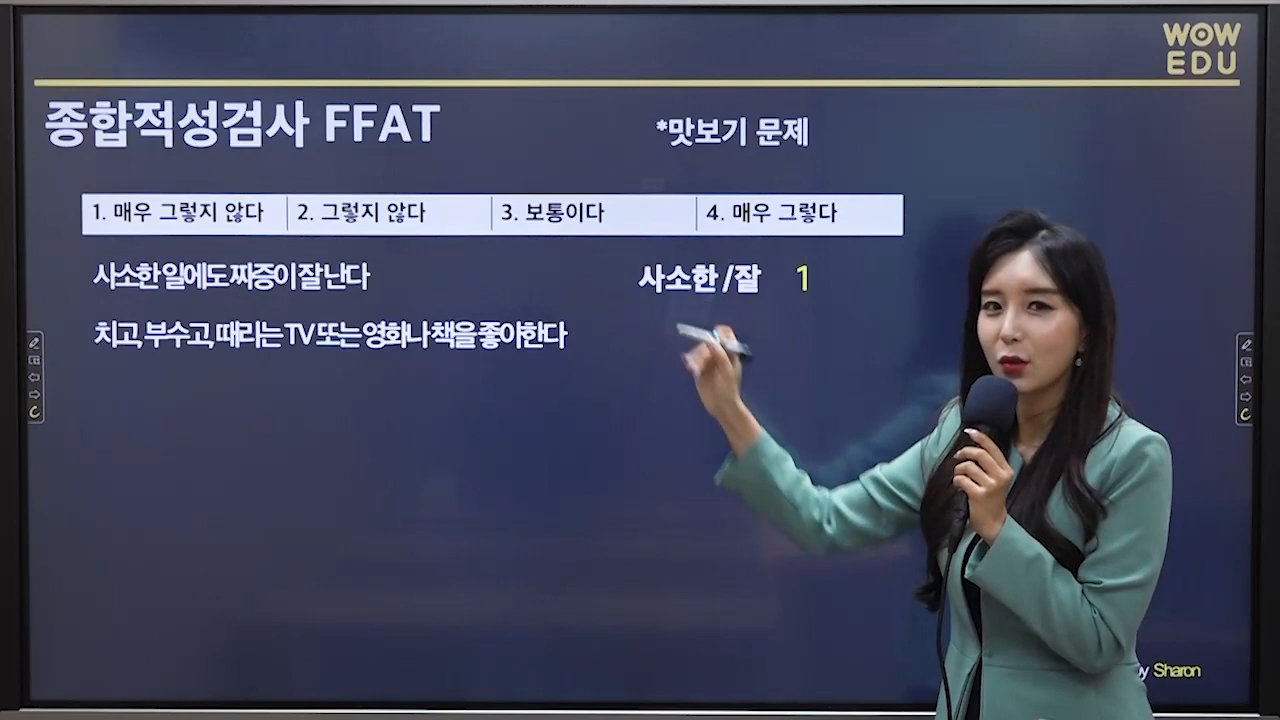 WOW
EDU
종합적성검사 FFAT
*맛보기 문제
1. 매우 그렇지 않다
2. 그렇지 않다
3. 보통이다
4. 매우 그렇다
사소한 일에도 짜증이 잘 난다
사소한 /잘 1
치고, 부수고, 때리는 TV 또는 영화나 책을 좋아한다
by Sharon